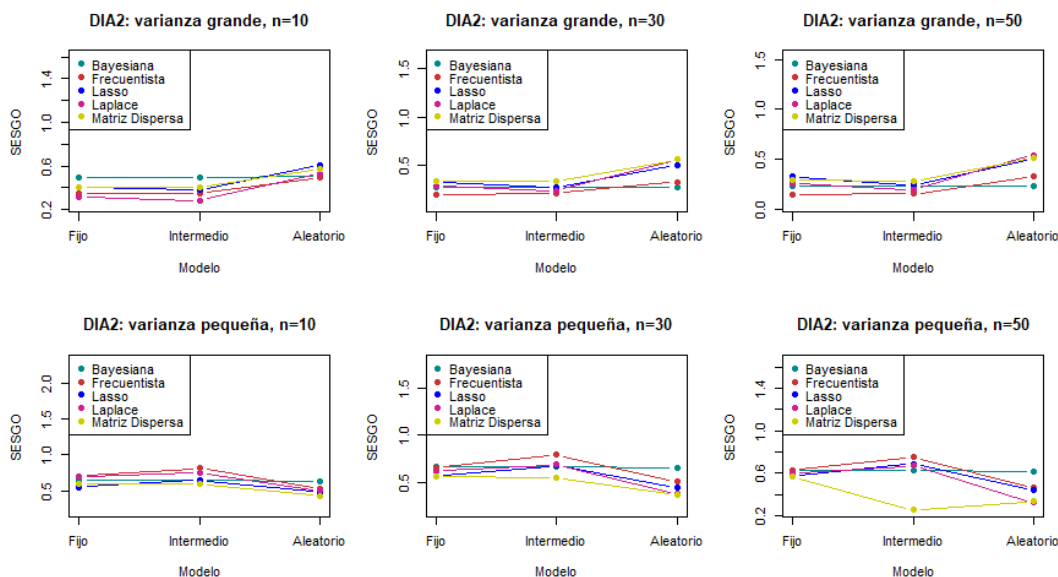 DIA2: varianza grande, n=10
SESGO
0.2
0.6
1.0
1.4
Bayesiana
Frecuentista
Lasso
Laplace
Matriz Dispersa
Fijo
Intermedio
Aleatorio
Modelo
DIA2: varianza grande, n=30
SESGO
0.5
1.0
1.5
Bayesiana
Frecuentista
Lasso
Laplace
Matriz Dispersa
Fijo
Intermedio
Aleatorio
Modelo
DIA2: varianza grande, n=50
SESGO
0.0
0.5
1.0
1.5
Bayesiana
Frecuentista
Lasso
Laplace
Matriz Dispersa
Fijo
Intermedio
Aleatorio
Modelo
DIA2: varianza pequeña, n=10
SESGO
0.5
1.0
1.5
2.0
Bayesiana
Frecuentista
Lasso
Laplace
Matriz Dispersa
Fijo
Intermedio
Aleatorio
Modelo
DIA2: varianza pequeña, n=30
SESGO
0.5
1.0
1.5
Bayesiana
Frecuentista
Lasso
Laplace
Matriz Dispersa
Fijo
Intermedio
Aleatorio
Modelo
DIA2: varianza pequeña, n=50
SESGO
0.2
0.6
1.0
1.4
Bayesiana
Frecuentista
Lasso
Laplace
Matriz Dispersa
Fijo
Intermedio
Aleatorio
Modelo